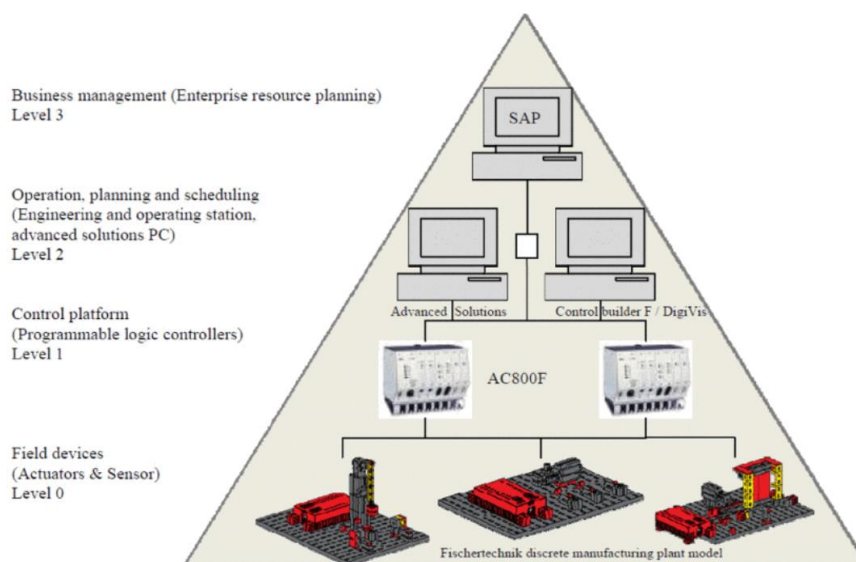 Business management (Enterprise resource planning)
Level 3
SAP
Operation, planning and scheduling
(Engineering and operating station,
advanced solutions PC)
Level 2
Advanced Solutions
Control builder F / DigiVis
Control platform
(Programmable logic controllers)
Level 1
AC800F
Field devices
(Actuators & Sensor)
Level 0
Fischertechnik discrete manufacturing plant model